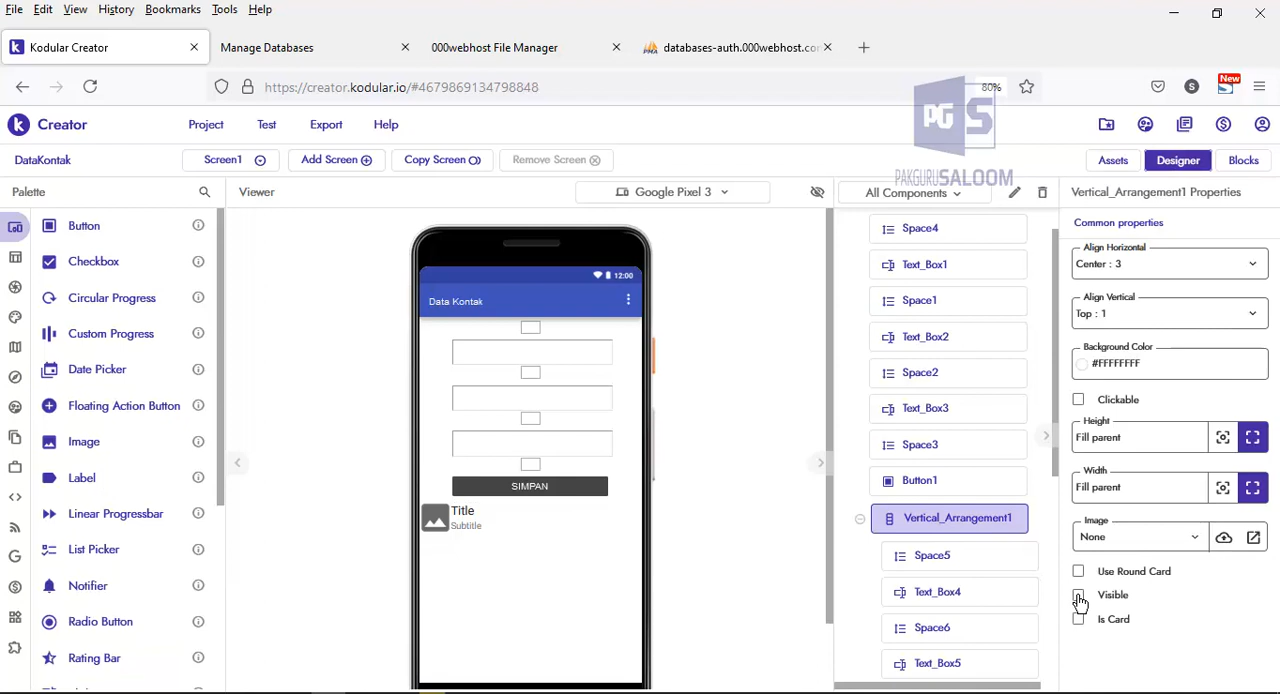 File Edit View History Bookmarks Tools Help
Kodular Creator
Manage Databases
000webhost File Manager
PMA
databases-auth.000webhost.co
https://creator.kodular.io/#4679869134798848
80%
S
New
PG S
PAKGURUSALOOM
Creator
Project
Test
Export
Help
DataKontak
Screen1
Add Screen
Copy Screen
Remove Screen
Assets
Designer
Blocks
Palette
Viewer
Google Pixel 3
All Components
Vertical_Arrangement1 Properties
Button
Checkbox
Circular Progress
Custom Progress
Date Picker
Floating Action Button
Image
Label
Linear Progressbar
List Picker
Notifier
Radio Button
Rating Bar
12:00
Data Kontak
SIMPAN
Title
Subtitle
Space4
Text_Box1
Space1
Text_Box2
Space2
Text_Box3
Space3
Button1
Vertical_Arrangement1
Space5
Text_Box4
Space6
Text_Box5
Common properties
Align Horizontal
Center : 3
Align Vertical
Top : 1
Background Color
#FFFFFFFF
Clickable
Height
Fill parent
Width
Fill parent
Image
None
Use Round Card
Visible
Is Card